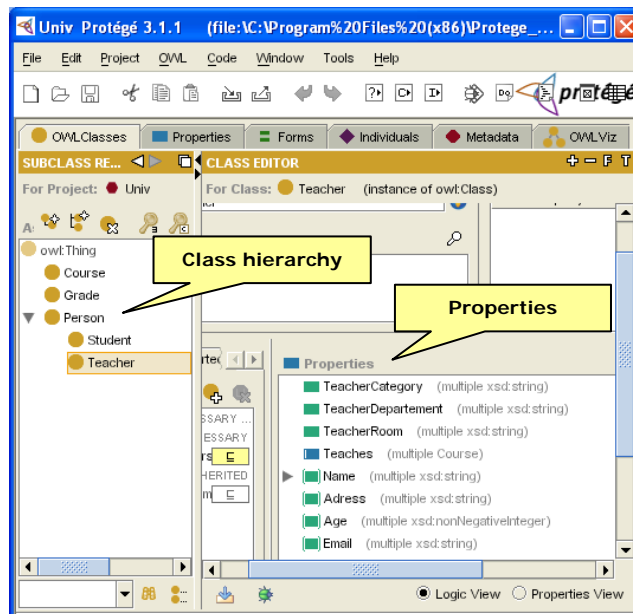 Univ Protégé 3.1.1 (file:\C:\Program%20Files%20(x86)\Protege_...
File Edit Project OWL Code Window Tools Help
protégé
OWLClasses Properties Forms Individuals Metadata OWLViz
SUBCLASS RE...
CLASS EDITOR
F T
For Project: Univ
For Class: Teacher (instance of owl:Class)
owl:Thing
Course
Grade
Person
Student
Teacher
Class hierarchy
Properties
Properties
SSARY ...
ESSARY
HERITED
TeacherCategory (multiple xsd:string)
TeacherDepartement (multiple xsd:string)
TeacherRoom (multiple xsd:string)
Teaches (multiple Course)
Name (multiple xsd:string)
Adress (multiple xsd:string)
Age (multiple xsd:nonNegativeInteger)
Email (multiple xsd:string)
Logic View Properties View